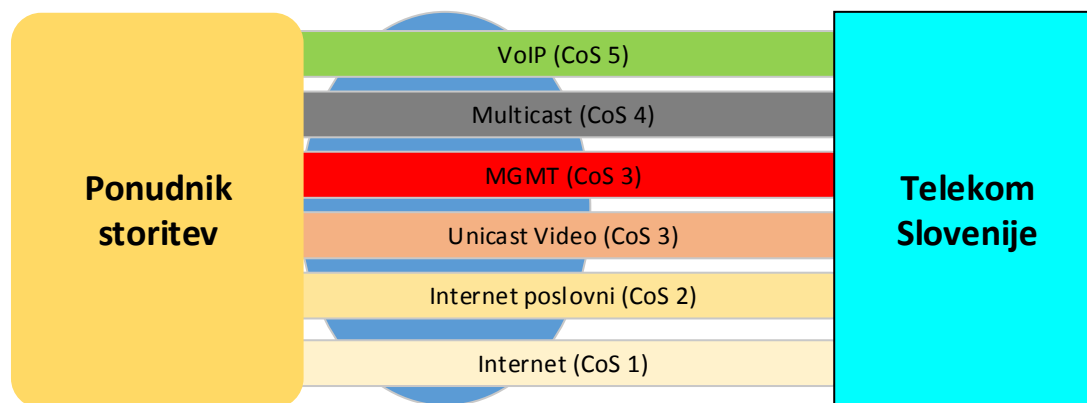 Ponudnik
storitev
VoIP (CoS 5)
Multicast (CoS 4)
MGMT (CoS 3)
Unicast Video (CoS 3)
Internet poslovni (CoS 2)
Internet (CoS 1)
Telekom
Slovenije